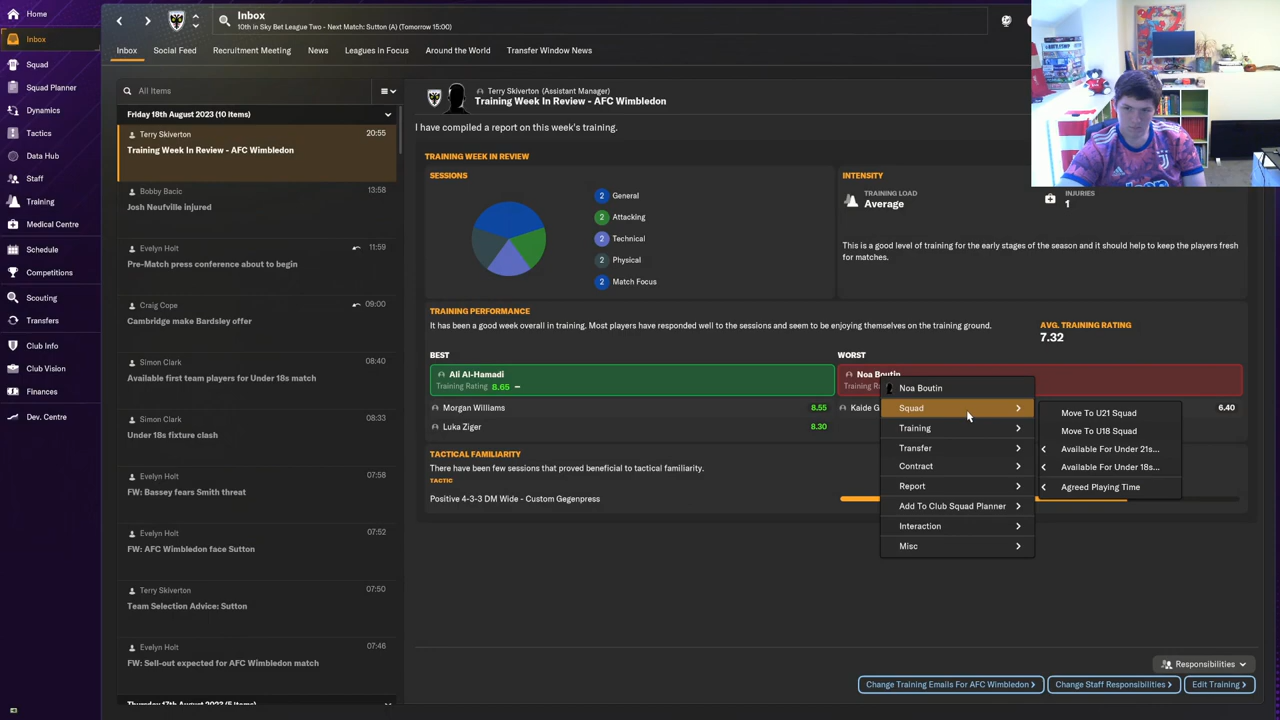 Home
Inbox
Squad
Squad Planner
Dynamics
Tactics
Data Hub
Staff
Training
Medical Centre
Schedule
Competitions
Scouting
Transfers
Club Info
Club Vision
Finances
Dev. Centre
Inbox
10th in Sky Bet League Two - Next Match: Sutton (A) (Tomorrow 15:00)
Inbox Social Feed Recruitment Meeting News Leagues in Focus Around the World Transfer Window News
All Items
Friday 18th August 2023 (10 Items)
Terry Skiverton 20:55
Training Week In Review - AFC Wimbledon
Bobby Bacic 13:58
Josh Neufville injured
Evelyn Holt 11:59
Pre-Match press conference about to begin
Craig Cope 09:00
Cambridge make Bardsley offer
Simon Clark 08:40
Available first team players for Under 18s match
Simon Clark 08:33
Under 18s fixture clash
Evelyn Holt 07:58
FW: Bassey fears Smith threat
Evelyn Holt 07:52
FW: AFC Wimbledon face Sutton
Terry Skiverton 07:50
Team Selection Advice: Sutton
Evelyn Holt 07:46
FW: Sell-out expected for AFC Wimbledon match
Thursday 17th August 2023 (5 Items)
Terry Skiverton (Assistant Manager)
Training Week In Review - AFC Wimbledon
I have compiled a report on this week's training.
TRAINING WEEK IN REVIEW
SESSIONS
2 General
2 Attacking
2 Technical
2 Physical
2 Match Focus
INTENSITY
TRAINING LOAD
Average
INJURIES
1
This is a good level of training for the early stages of the season and it should help to keep the players fresh
for matches.
TRAINING PERFORMANCE
It has been a good week overall in training. Most players have responded well to the sessions and seem to be enjoying themselves on the training ground.
AVG. TRAINING RATING
7.32
BEST
Ali Al-Hamadi
Training Rating 8.65
Morgan Williams 8.55
Luka Ziger 8.30
WORST
Noa Boutin
Training Ra
Kaide G 6.40
Noa Boutin
Squad
Training
Transfer
Contract
Report
Add To Club Squad Planner
Interaction
Misc
Move To U21 Squad
Move To U18 Squad
Available For Under 21s...
Available For Under 18s...
Agreed Playing Time
TACTICAL FAMILIARITY
There have been few sessions that proved beneficial to tactical familiarity.
TACTIC
Positive 4-3-3 DM Wide - Custom Gegenpress
Responsibilities
Change Training Emails For AFC Wimbledon
Change Staff Responsibilities
Edit Training